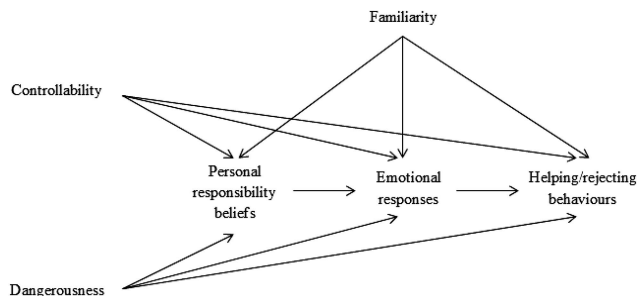 Familiarity
Controllability
Personal
responsibility
beliefs
Emotional
responses
Helping/rejecting
behaviours
Dangerousness